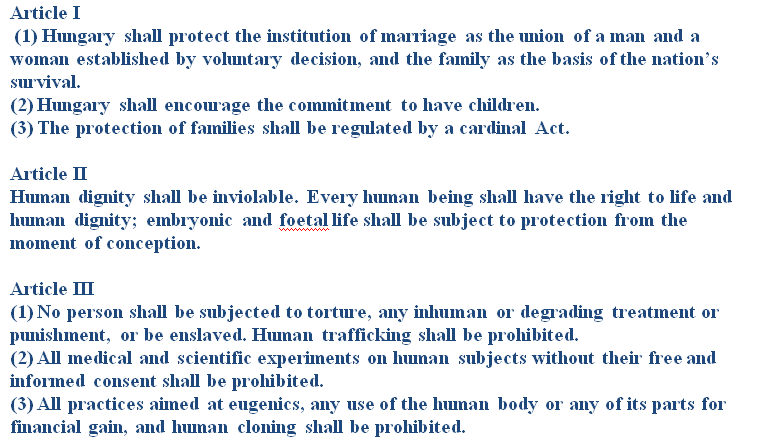 Article I
(1) Hungary shall protect the institution of marriage as the union of a man and a
woman established by voluntary decision, and the family as the basis of the nation's
survival.
(2) Hungary shall encourage the commitment to have children.
(3) The protection of families shall be regulated by a cardinal Act.
Article II
Human dignity shall be inviolable. Every human being shall have the right to life and
human dignity; embryonic and foetal life shall be subject to protection from the
moment of conception.
Article III
(1) No person shall be subjected to torture, any inhuman or degrading treatment or
punishment, or be enslaved. Human trafficking shall be prohibited.
(2) All medical and scientific experiments on human subjects without their free and
informed consent shall be prohibited.
(3) All practices aimed at eugenics, any use of the human body or any of its parts for
financial gain, and human cloning shall be prohibited.